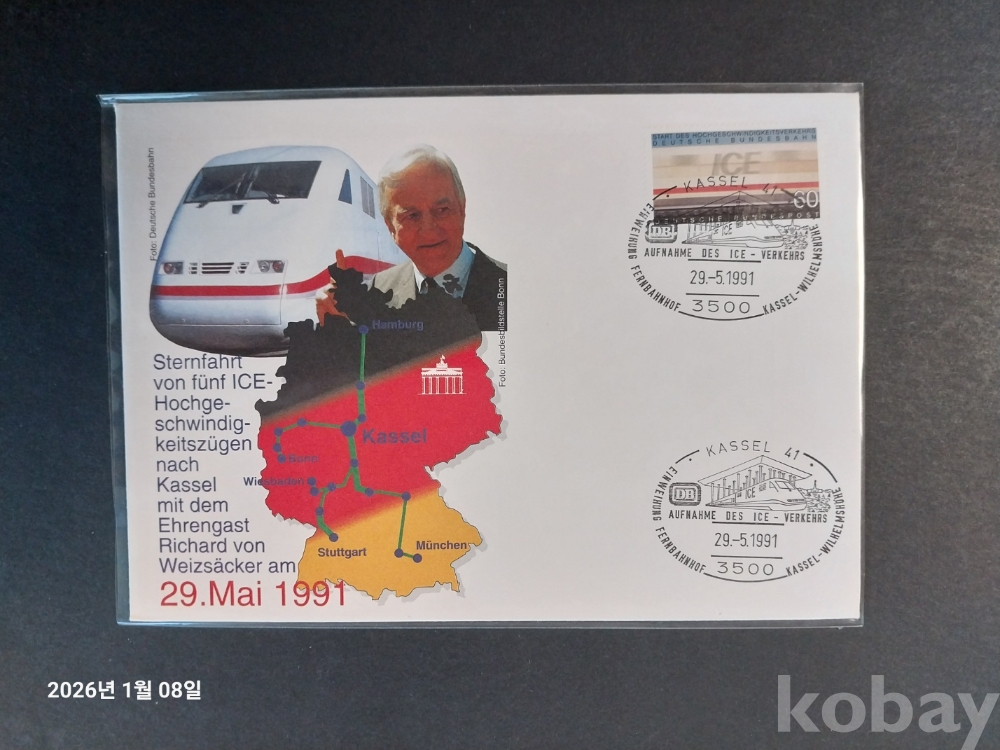 Foto: Deutsche Bundesbahn
Foto: Bundesbildstelle Bonn
Sternfahrt
von fünf ICE-
Hochge-
schwindig-
keitszügen
nach
Kassel
mit dem
Ehrengast
Richard von
Weizsäcker am
29.Mai 1991
Hamburg
Kassel
Bonn
Wiesbaden
Stuttgart
München
START DES HOCHGESCHWINDIGKEITSVERKEHRS
DEUTSCHE BUNDESBAHN
ICE
60
DEUTSCHE BUNDESPOST
KASSEL 41
DB
ICE
AUFNAHME DES ICE - VERKEHRS
29.-5.1991
3500
EINWEIHUNG FERNBAHNHOF KASSEL-WILHELMSHÖHE
KASSEL 41
DB
ICE
AUFNAHME DES ICE - VERKEHRS
29.-5.1991
3500
EINWEIHUNG FERNBAHNHOF KASSEL-WILHELMSHÖHE
2026년 1월 08일
kobay